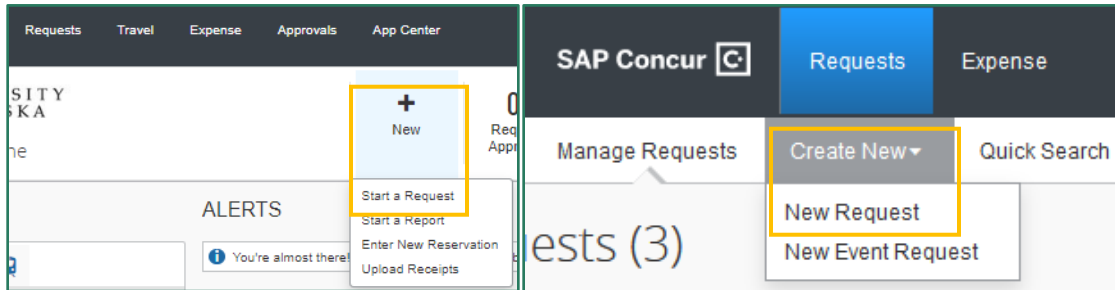 Requests Travel Expense Approvals App Center
SITY
SKA
+
New
Req
Appr
ne
Start a Request
ALERTS
Start a Report
You're almost there!
Enter New Reservation
Upload Receipts
SAP Concur C Requests Expense
Manage Requests Create New Quick Search
New Request
uests (3)
New Event Request